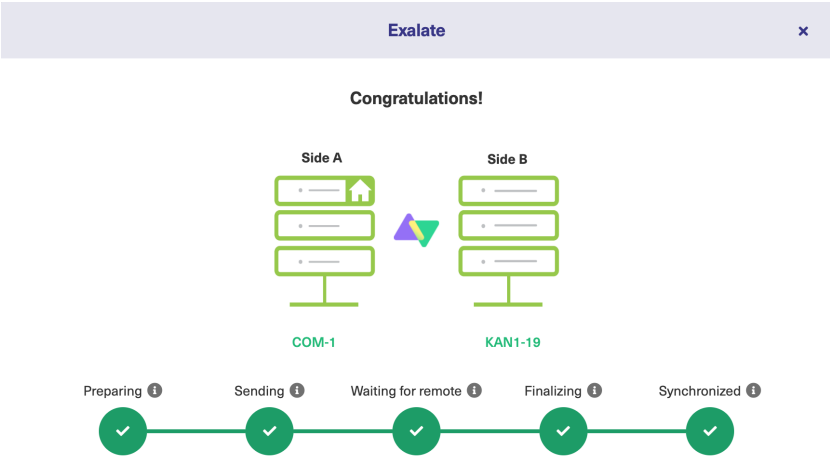 Exalate
Congratulations!
Side A Side B
COM-1 KAN1-19
Preparing Sending Waiting for remote Finalizing Synchronized